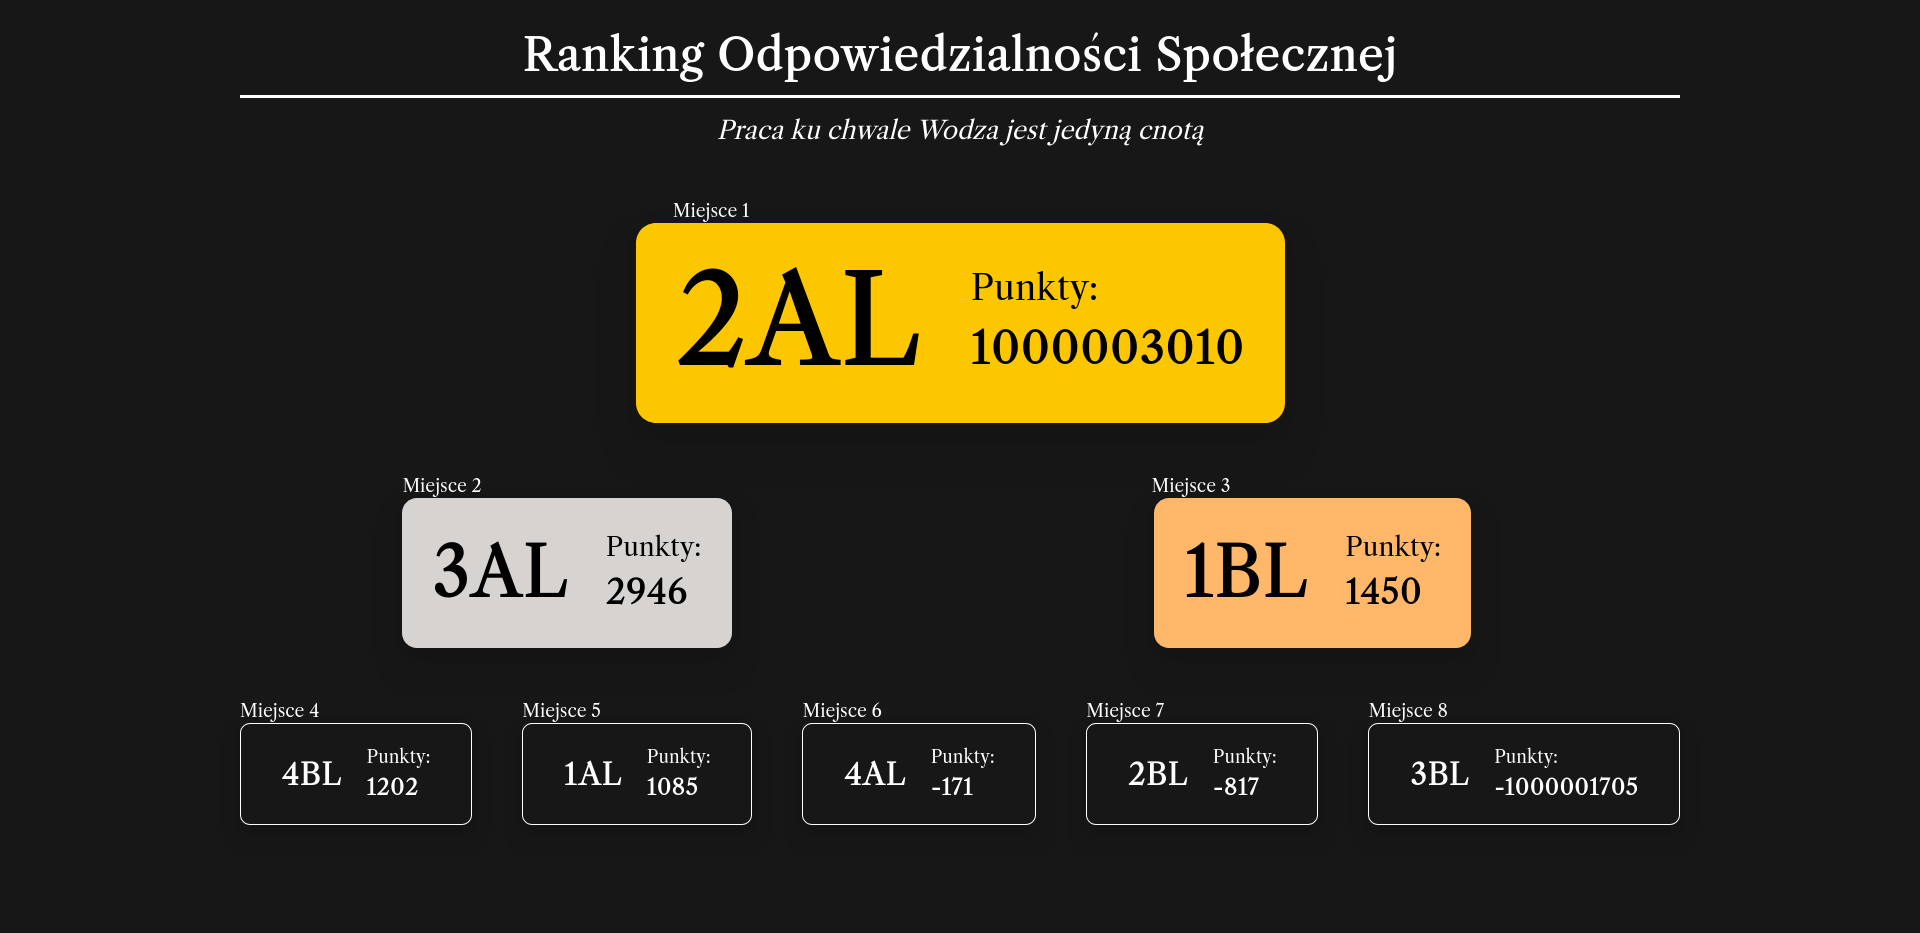 Ranking Odpowiedzialności Społecznej
Praca ku chwale Wodza jest jedyną cnotą
Miejsce 1
2AL
Punkty:
1000003010
Miejsce 2
3AL
Punkty:
2946
Miejsce 3
1BL
Punkty:
1450
Miejsce 4
4BL
Punkty:
1202
Miejsce 5
1AL
Punkty:
1085
Miejsce 6
4AL
Punkty:
-171
Miejsce 7
2BL
Punkty:
-817
Miejsce 8
3BL
Punkty:
-1000001705